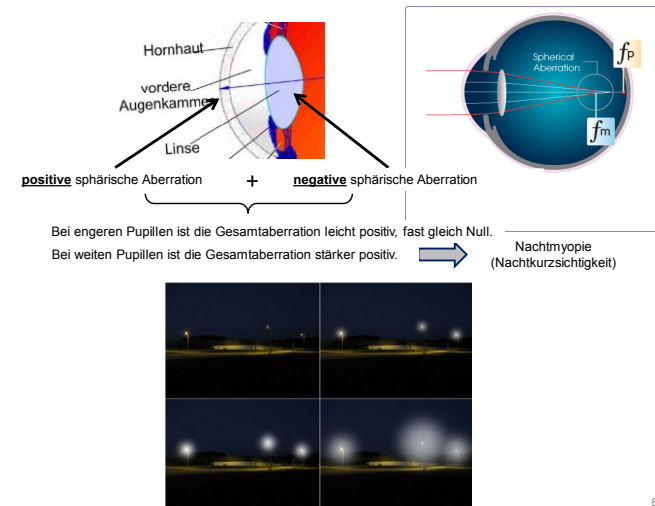 Hornhaut
vordere
Augenkammer
Linse
Spherical
Aberration
fp
fm
positive sphärische Aberration + negative sphärische Aberration
Bei engeren Pupillen ist die Gesamtaberration leicht positiv, fast gleich Null.
Bei weiten Pupillen ist die Gesamtaberration stärker positiv.
Nachtmyopie
(Nachtkurzsichtigkeit)
8